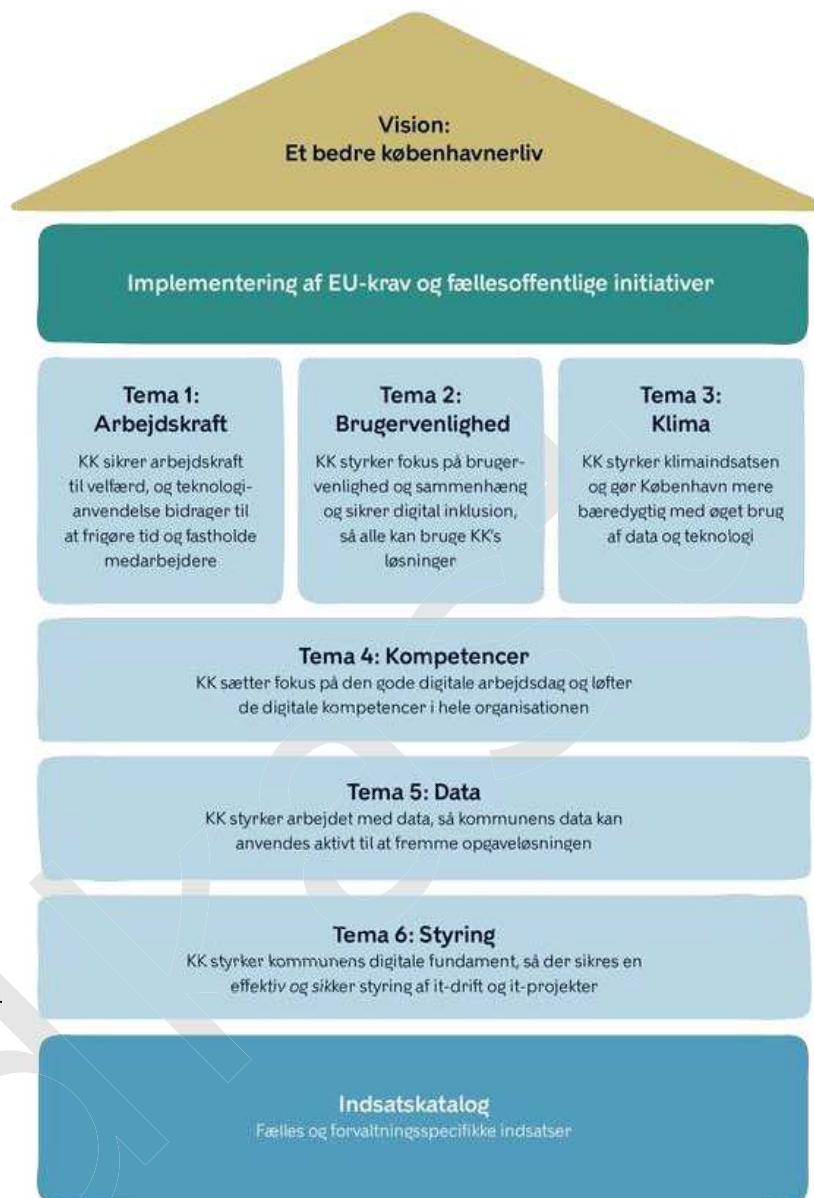 Vision:
Et bedre københavnerliv
Implementering af EU-krav og fællesoffentlige initiativer
Tema 1:
Arbejdskraft
KK sikrer arbejdskraft
til velfærd, og teknologi-
anvendelse bidrager til
at frigøre tid og fastholde
medarbejdere
Tema 2:
Brugervenlighed
KK styrker fokus på bruger-
venlighed og sammenhæng
og sikrer digital inklusion,
så alle kan bruge KK's
løsninger
Tema 3:
Klima
KK styrker klimaindsatsen
og gør København mere
bæredygtig med øget brug
af data og teknologi
Tema 4: Kompetencer
KK sætter fokus på den gode digitale arbejdsdag og løfter
de digitale kompetencer i hele organisationen
Tema 5: Data
KK styrker arbejdet med data, så kommunens data kan
anvendes aktivt til at fremme opgaveløsningen
Tema 6: Styring
KK styrker kommunens digitale fundament, så der sikres en
effektiv og sikker styring af it-drift og it-projekter
Indsatskatalog
Fælles og forvaltningsspecifikke indsatser